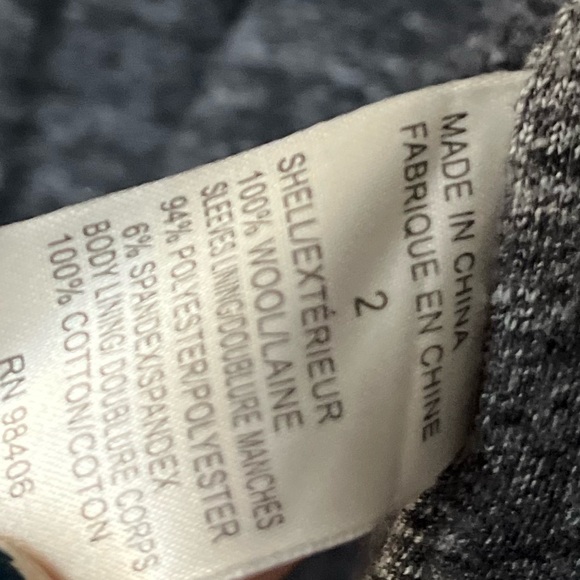 MADE IN CHINA
FABRIQUE EN CHINE
2
SHELL/EXTÉRIEUR
100% WOOL/LAINE
SLEEVES LINING/DOUBLURE MANCHES
94% POLYESTER/POLYESTER
6% SPANDEX/SPANDEX
BODY LINING/DOUBLURE CORPS
100% COTTON/COTON
RN 98406